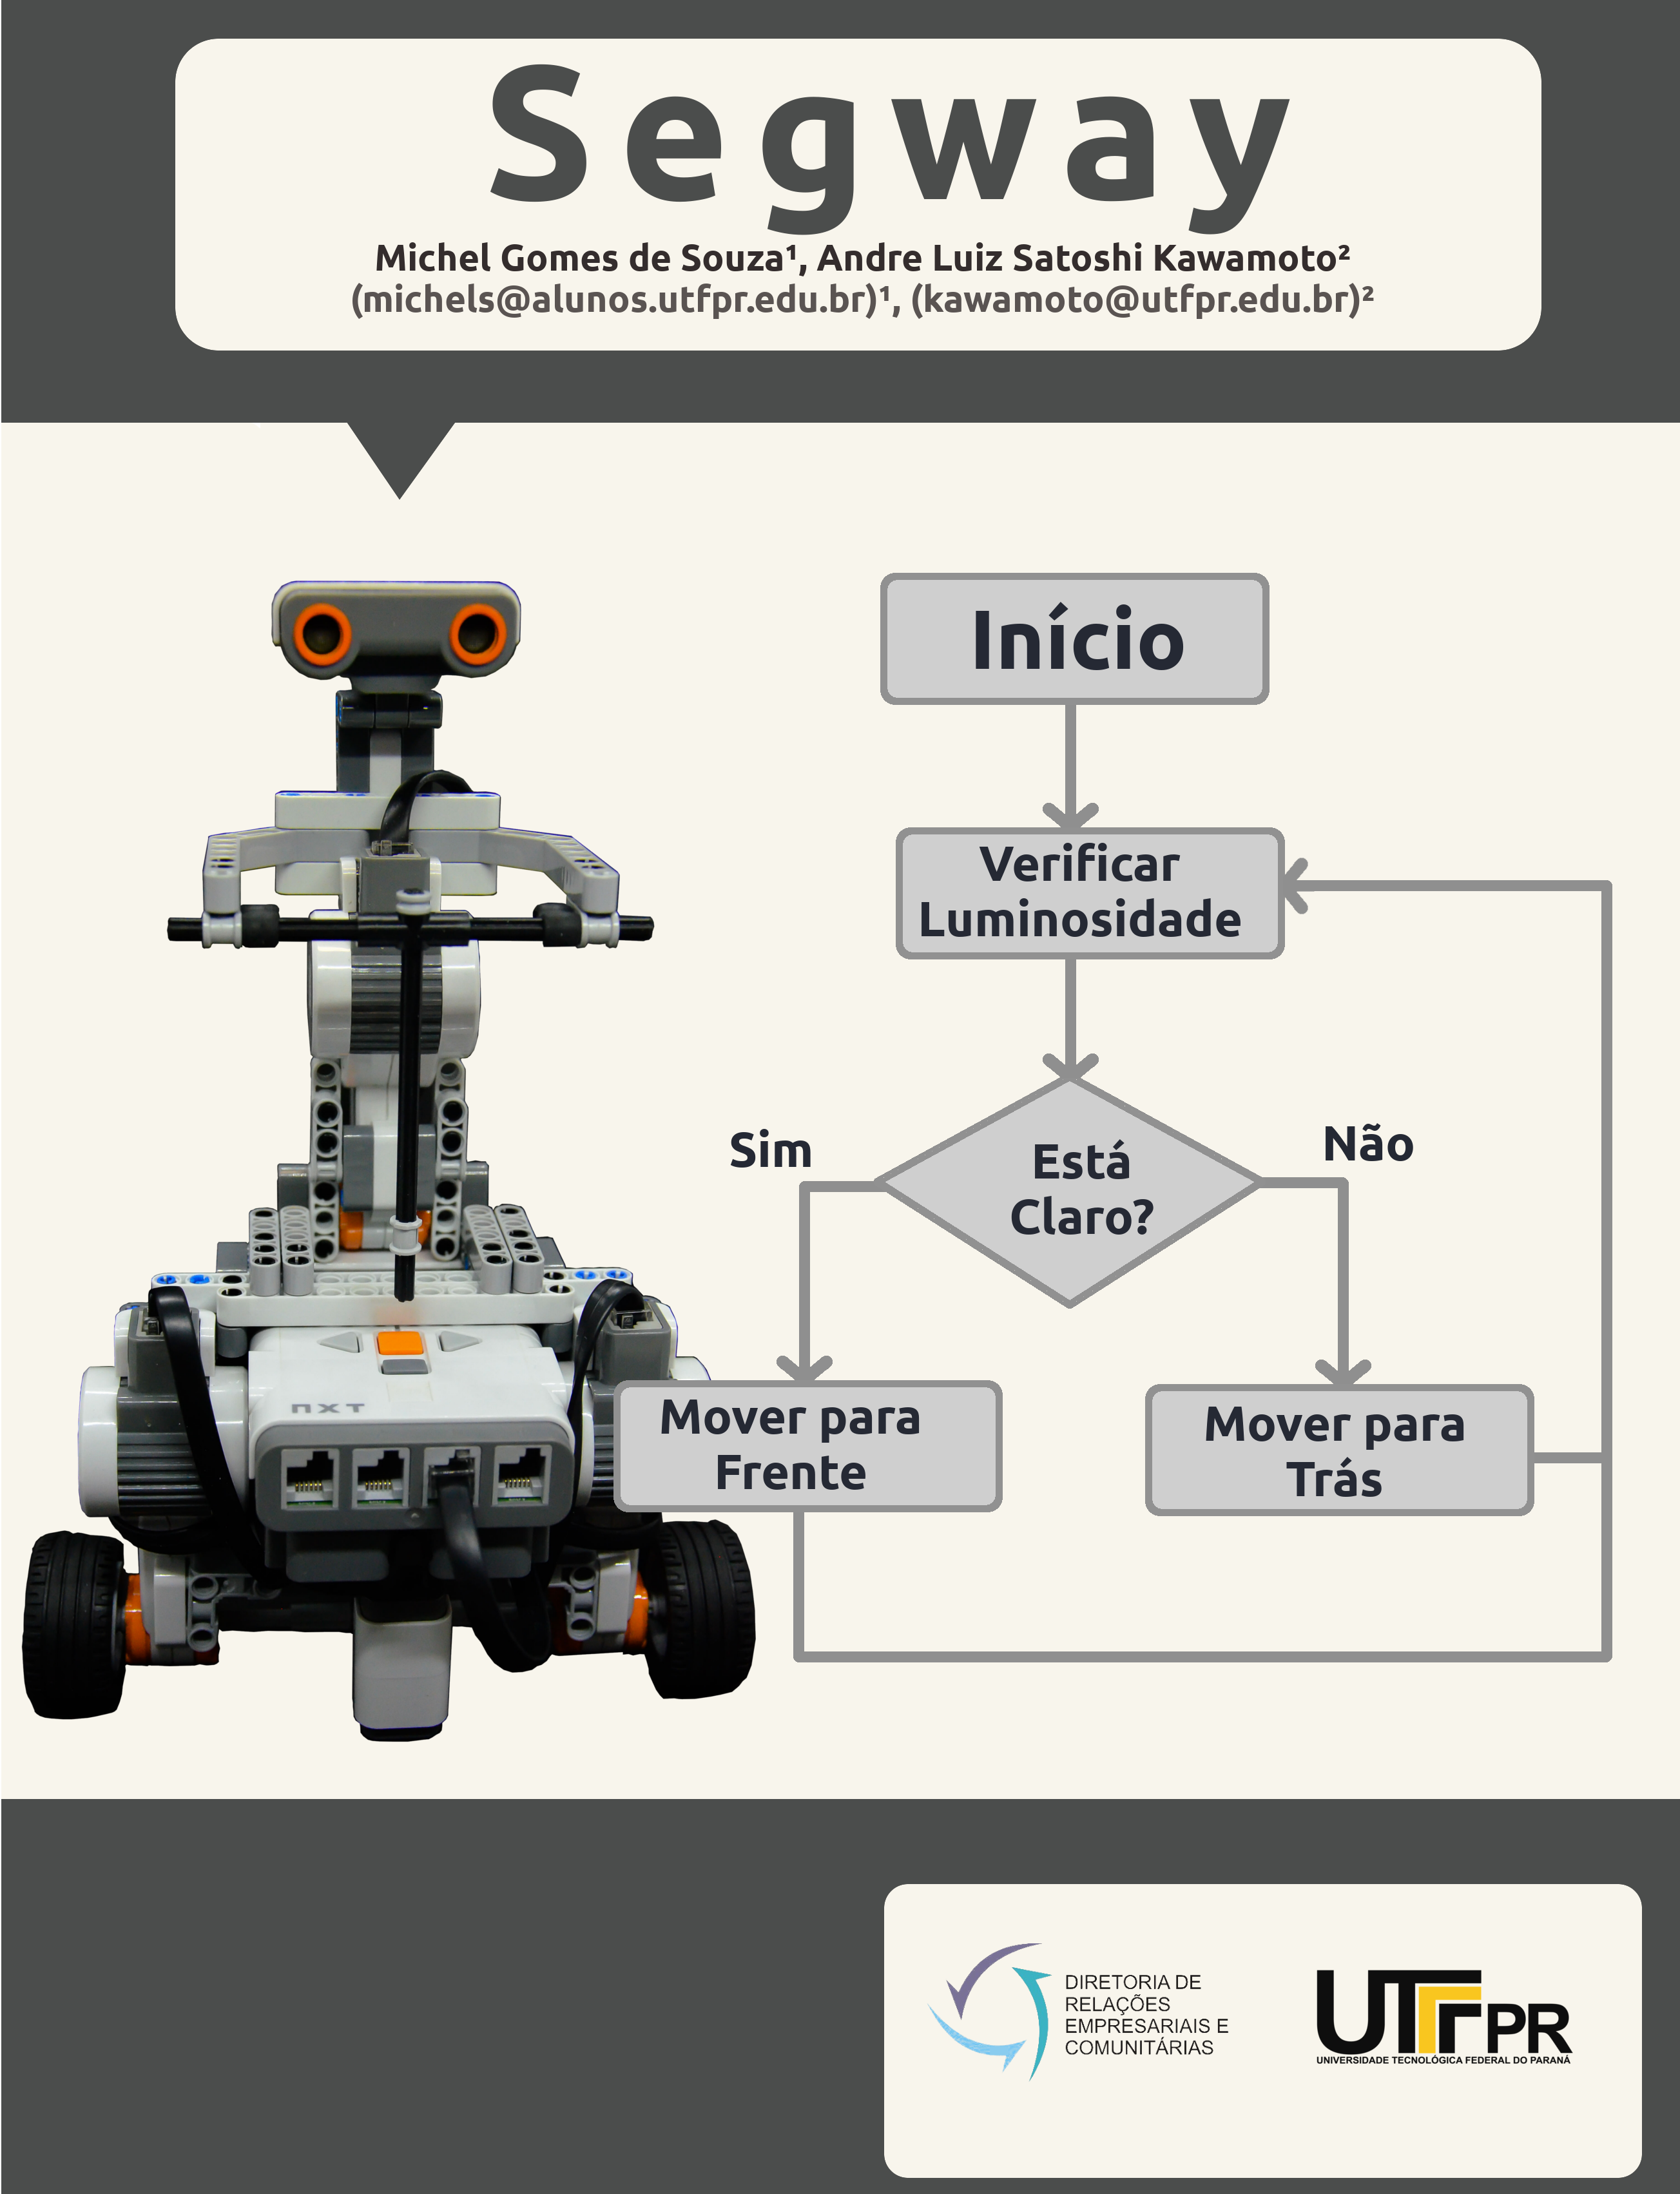 Segway
Michel Gomes de Souza¹, Andre Luiz Satoshi Kawamoto²
(michels@alunos.utfpr.edu.br)¹, (kawamoto@utfpr.edu.br)²
Início
Verificar
Luminosidade
Está
Claro?
Sim
Não
Mover para
Frente
Mover para
Trás
NXT
DIRETORIA DE
RELAÇÕES
EMPRESARIAIS E
COMUNITÁRIAS
UTFPR
UNIVERSIDADE TECNOLÓGICA FEDERAL DO PARANÁ